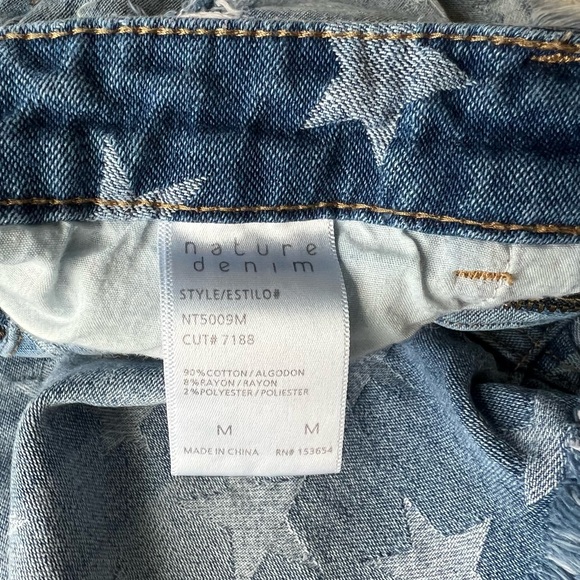 nature
denim
STYLE/ESTILO#
NT5009M
CUT# 7188
90%COTTON/ALGODON
8%RAYON/RAYON
2%POLYESTER/POLIESTER
M M
MADE IN CHINA RN# 153654